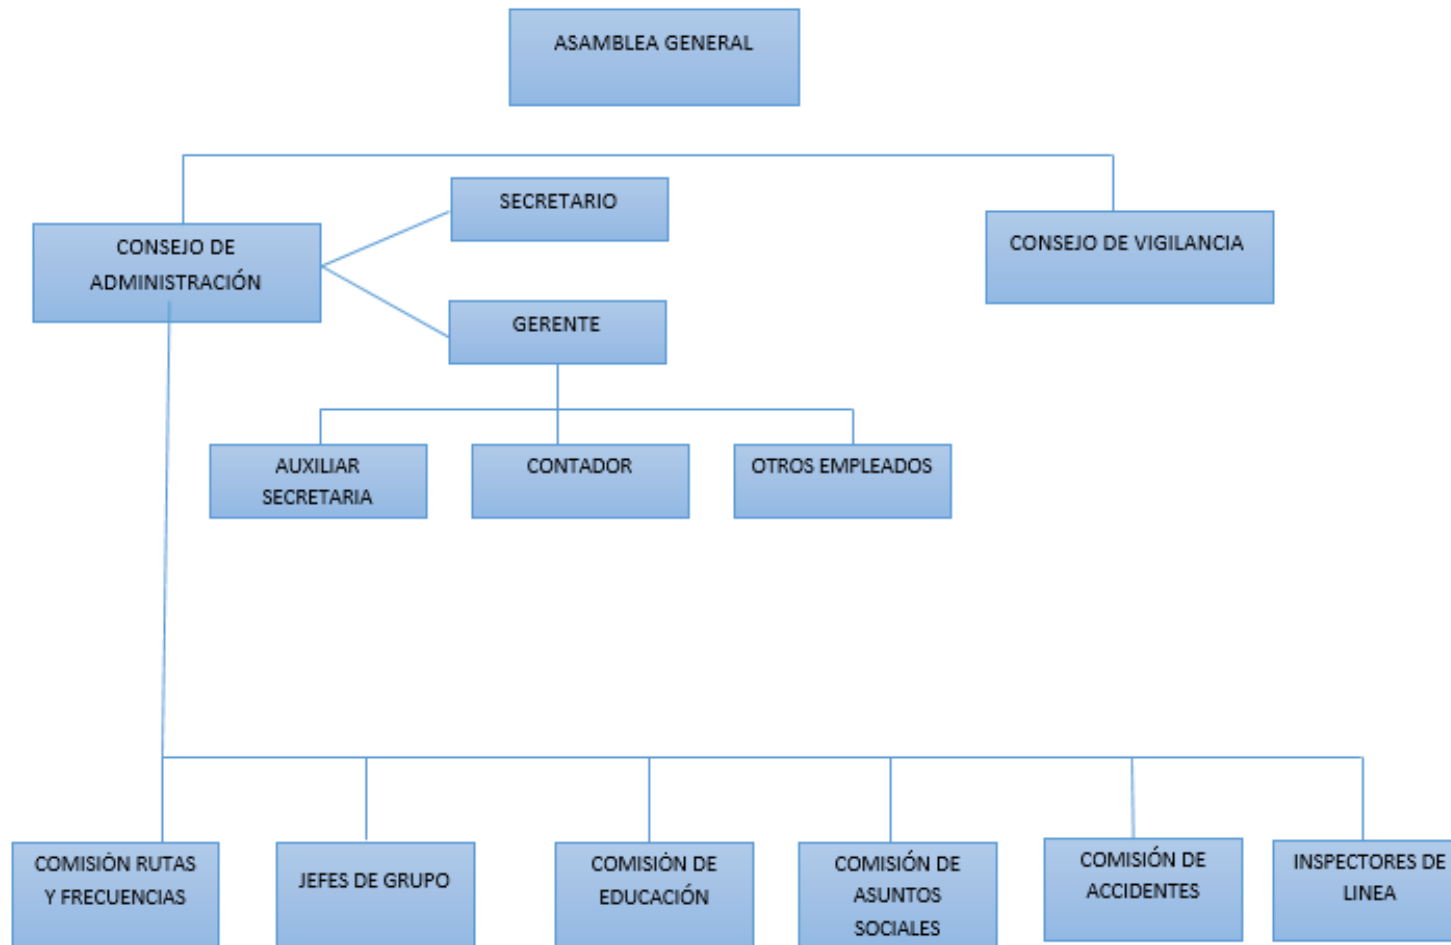 ASAMBLEA GENERAL
SECRETARIO
CONSEJO DE
ADMINISTRACIÓN
CONSEJO DE VIGILANCIA
GERENTE
AUXILIAR
SECRETARIA
CONTADOR
OTROS EMPLEADOS
COMISIÓN RUTAS
Y FRECUENCIAS
JEFES DE GRUPO
COMISIÓN DE
EDUCACIÓN
COMISIÓN DE
ASUNTOS
SOCIALES
COMISIÓN DE
ACCIDENTES
INSPECTORES DE
LINEA